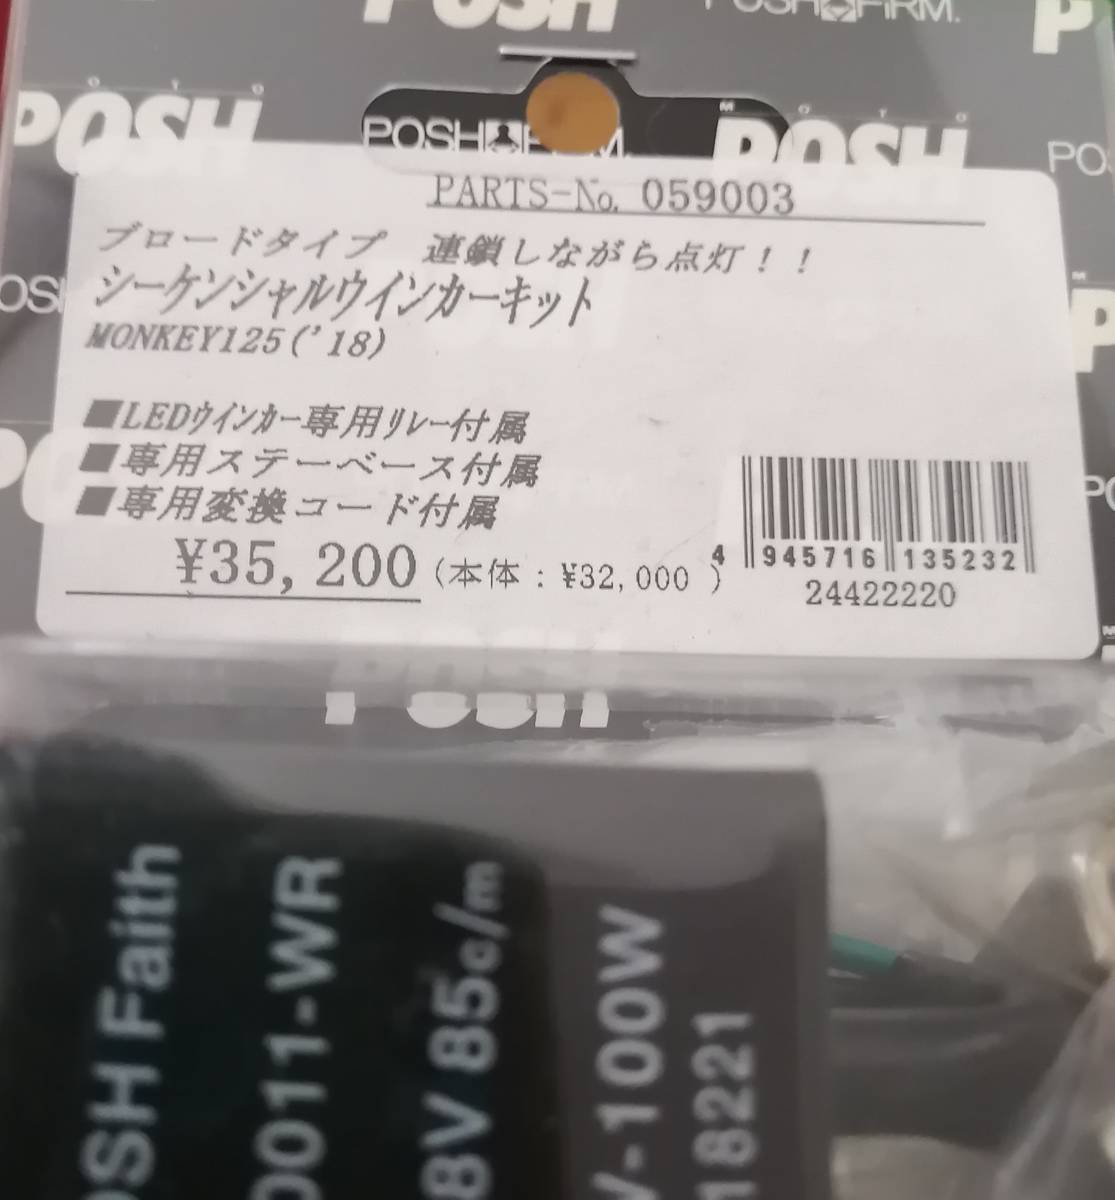 POSH
POSH FiRM.
MOTO
POSH
POSH
POSH
PARTS-No. 059003
ブロードタイプ 連鎖しながら点灯！！
シーケンシャルウインカーキット
MONKEY125('18)
■LEDｳｲﾝｶｰ専用ﾘﾚｰ付属
■専用ステーベース付属
■専用変換コード付属
¥35,200 (本体：¥32,000 )
4 945716 135232
24422220
POSH
OSH Faith
0011-WR
8V 85c/m
V-100W
18221